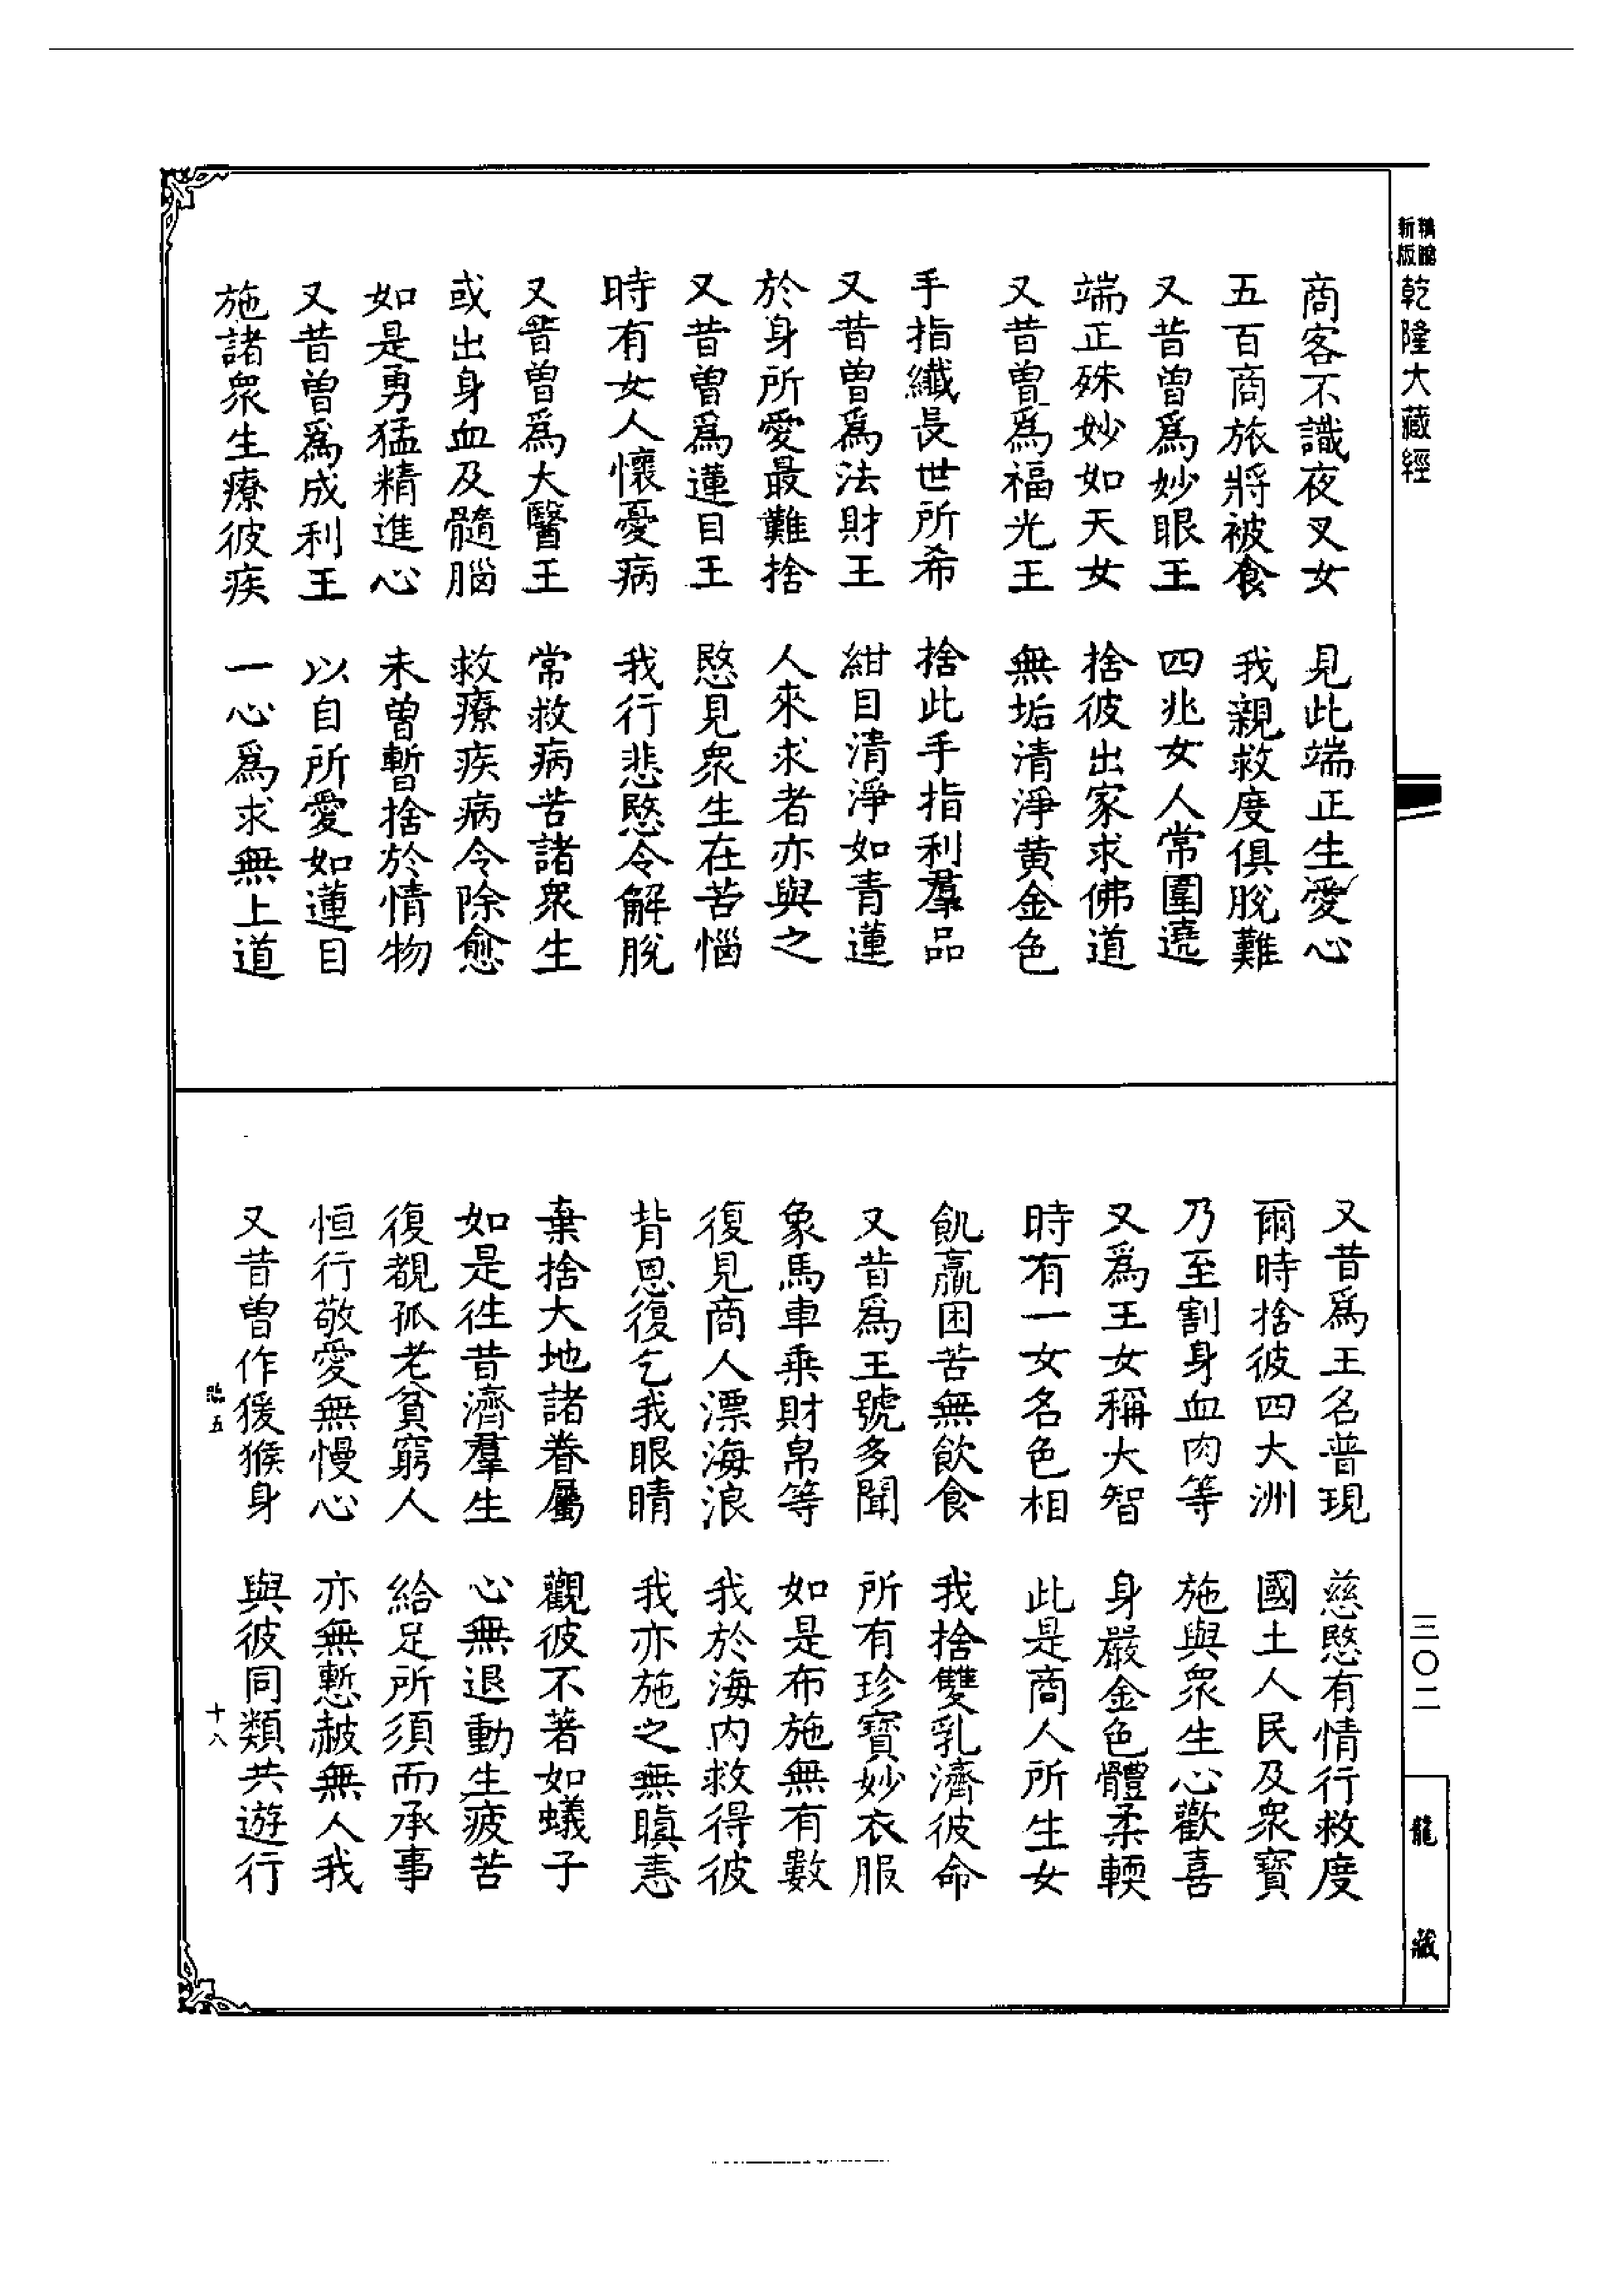 新版
乾隆大藏經
商客不識夜叉女 見此端正生愛心
五百商旅將被食 我親救度俱脫難
又昔曾爲妙眼王 四兆女人常圍遶
端正殊妙如天女 捨彼出家求佛道
又昔曾爲福光王 無垢清淨黃金色
手指纖長世所希 捨此手指利羣品
又昔曾爲法財王 紺目清淨如青蓮
於身所愛最難捨 人來求者亦與之
又昔曾爲蓮目王 愍見衆生在苦惱
時有女人懷憂病 我行悲愍令解脫
又昔曾爲大醫王 常救病苦諸衆生
或出身血及髓腦 救療疾病令除愈
如是勇猛精進心 未曾暫捨於情物
又昔曾爲成利王 以自所愛如蓮目
施諸衆生療彼疾 一心爲求無上道
又昔爲王名普現 慈愍有情行救度
爾時捨彼四大洲 國土人民及衆寶
乃至割身血肉等 施與衆生心歡喜
又爲王女稱大智 身嚴金色體柔輭
時有一女名色相 此是商人所生女
飢羸困苦無飲食 我捨雙乳濟彼命
又昔爲王號多聞 所有珍寶妙衣服
象馬車乘財帛等 如是布施無有數
復見商人漂海浪 我於海內救得彼
背恩復乞我眼睛 我亦施之無瞋恚
棄捨大地諸眷屬 觀彼不著如蟻子
如是往昔濟羣生 心無退動生疲苦
復覩孤老貧窮人 給足所須而承事
恒行敬愛無慢心 亦無慙赧無人我
又昔曾作猨猴身 與彼同類共遊行
五
十八
三〇二
龍藏